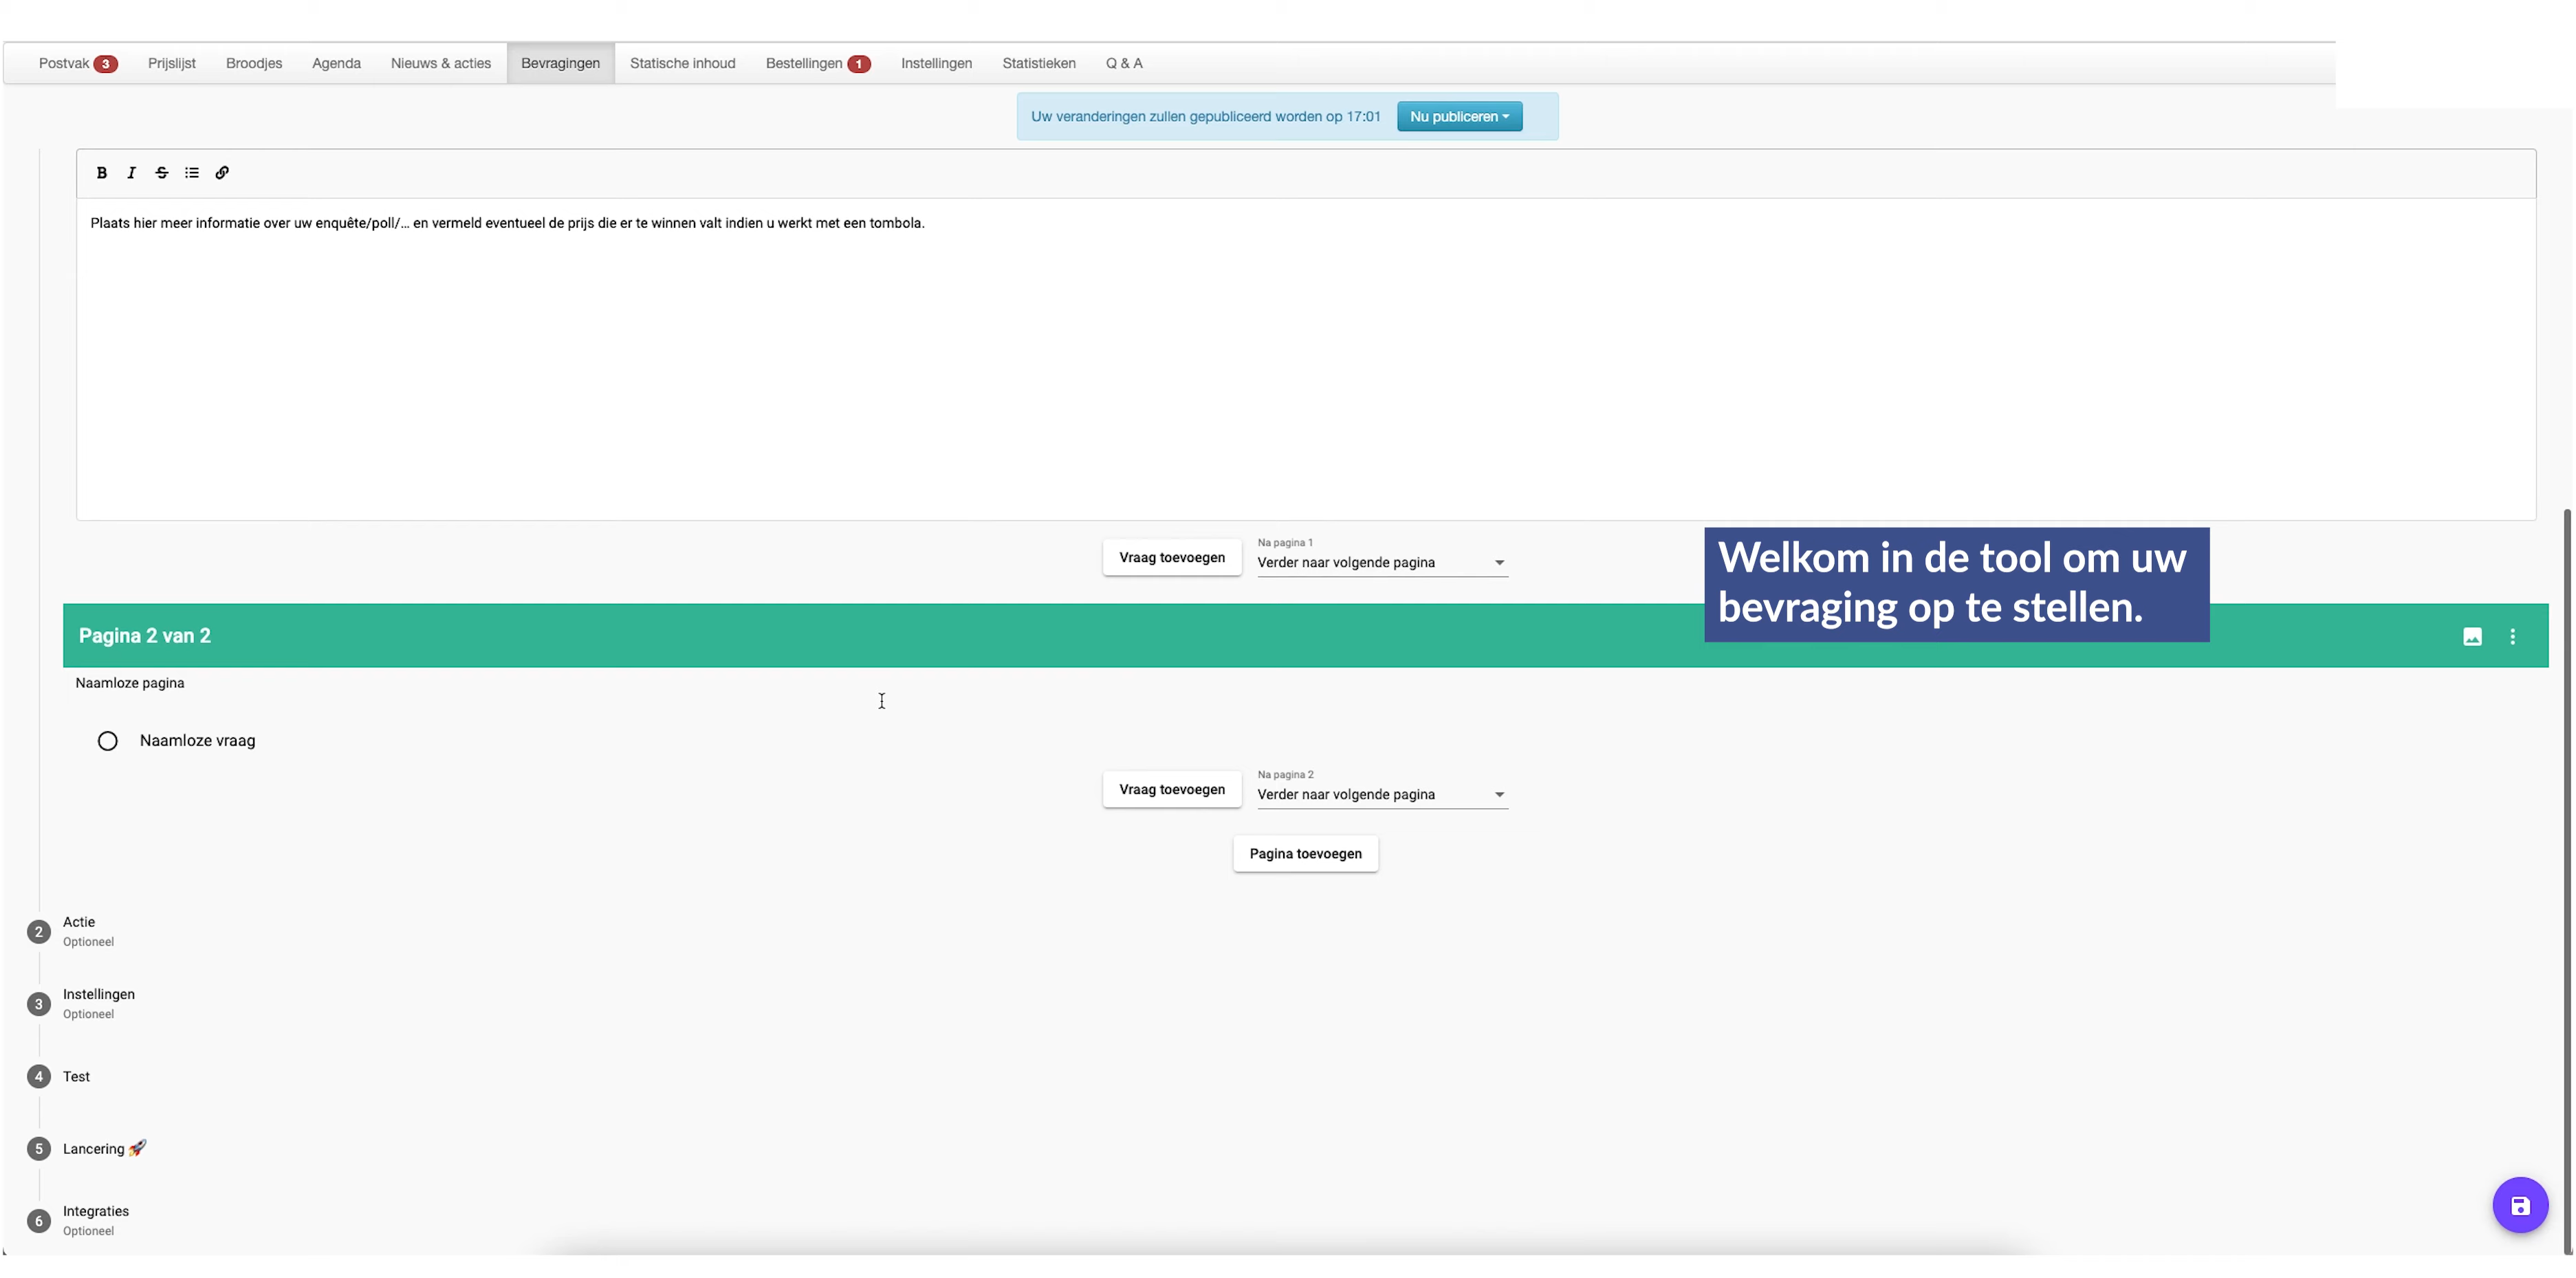 Postvak 3 Prijslijst Broodjes Agenda Nieuws & acties Bevragingen Statische inhoud Bestellingen 1 Instellingen Statistieken Q & A
Uw veranderingen zullen gepubliceerd worden op 17:01 Nu publiceren
B I S
Plaats hier meer informatie over uw enquête/poll/... en vermeld eventueel de prijs die er te winnen valt indien u werkt met een tombola.
Vraag toevoegen
Na pagina 1
Verder naar volgende pagina
Welkom in de tool om uw
bevraging op te stellen.
Pagina 2 van 2
Naamloze pagina
Naamloze vraag
Vraag toevoegen
Na pagina 2
Verder naar volgende pagina
Pagina toevoegen
2 Actie
Optioneel
3 Instellingen
Optioneel
4 Test
5 Lancering 🚀
6 Integraties
Optioneel